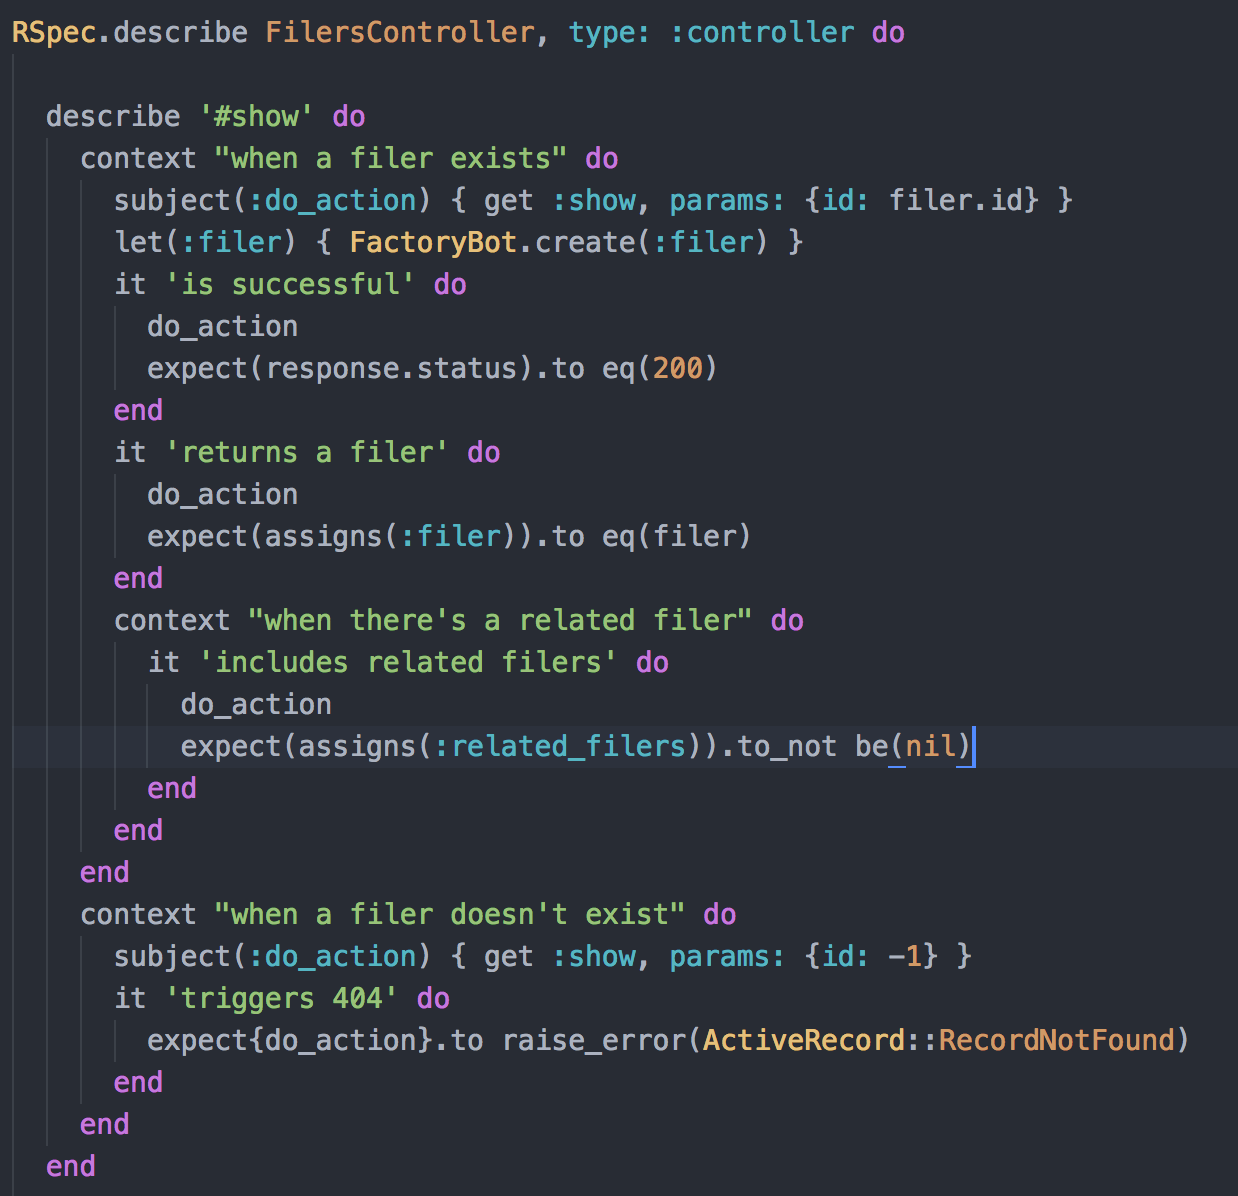 RSpec.describe FilersController, type: :controller do
describe '#show' do
context "when a filer exists" do
subject(:do_action) { get :show, params: {id: filer.id} }
let(:filer) { FactoryBot.create(:filer) }
it 'is successful' do
do_action
expect(response.status).to eq(200)
end
it 'returns a filer' do
do_action
expect(assigns(:filer)).to eq(filer)
end
context "when there's a related filer" do
it 'includes related filers' do
do_action
expect(assigns(:related_filers)).to_not be(nil)
end
end
end
context "when a filer doesn't exist" do
subject(:do_action) { get :show, params: {id: -1} }
it 'triggers 404' do
expect{do_action}.to raise_error(ActiveRecord::RecordNotFound)
end
end
end